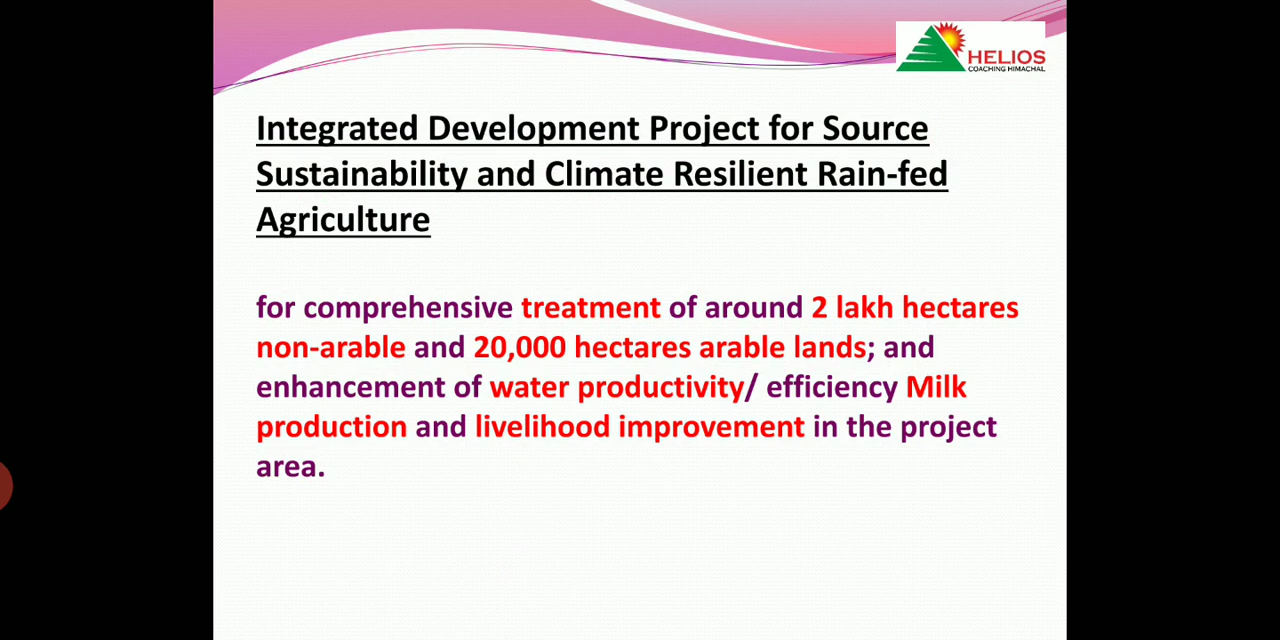 HELIOS
COACHING HIMACHAL
Integrated Development Project for Source
Sustainability and Climate Resilient Rain-fed
Agriculture
for comprehensive treatment of around 2 lakh hectares
non-arable and 20,000 hectares arable lands; and
enhancement of water productivity/ efficiency Milk
production and livelihood improvement in the project
area.